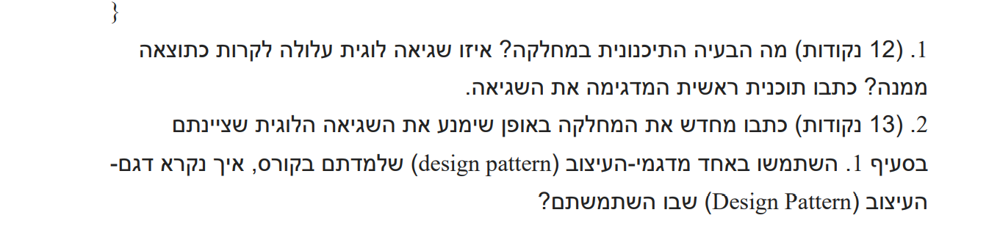 }
1. (12 נקודות) מה הבעיה התיכנונית במחלקה? איזו שגיאה לוגית עלולה לקרות כתוצאה
ממנה? כתבו תוכנית ראשית המדגימה את השגיאה.
2. (13 נקודות) כתבו מחדש את המחלקה באופן שימנע את השגיאה הלוגית שציינתם
בסעיף 1. השתמשו באחד מדגמי-העיצוב (design pattern) שלמדתם בקורס, איך נקרא דגם-
העיצוב (Design Pattern) שבו השתמשתם?